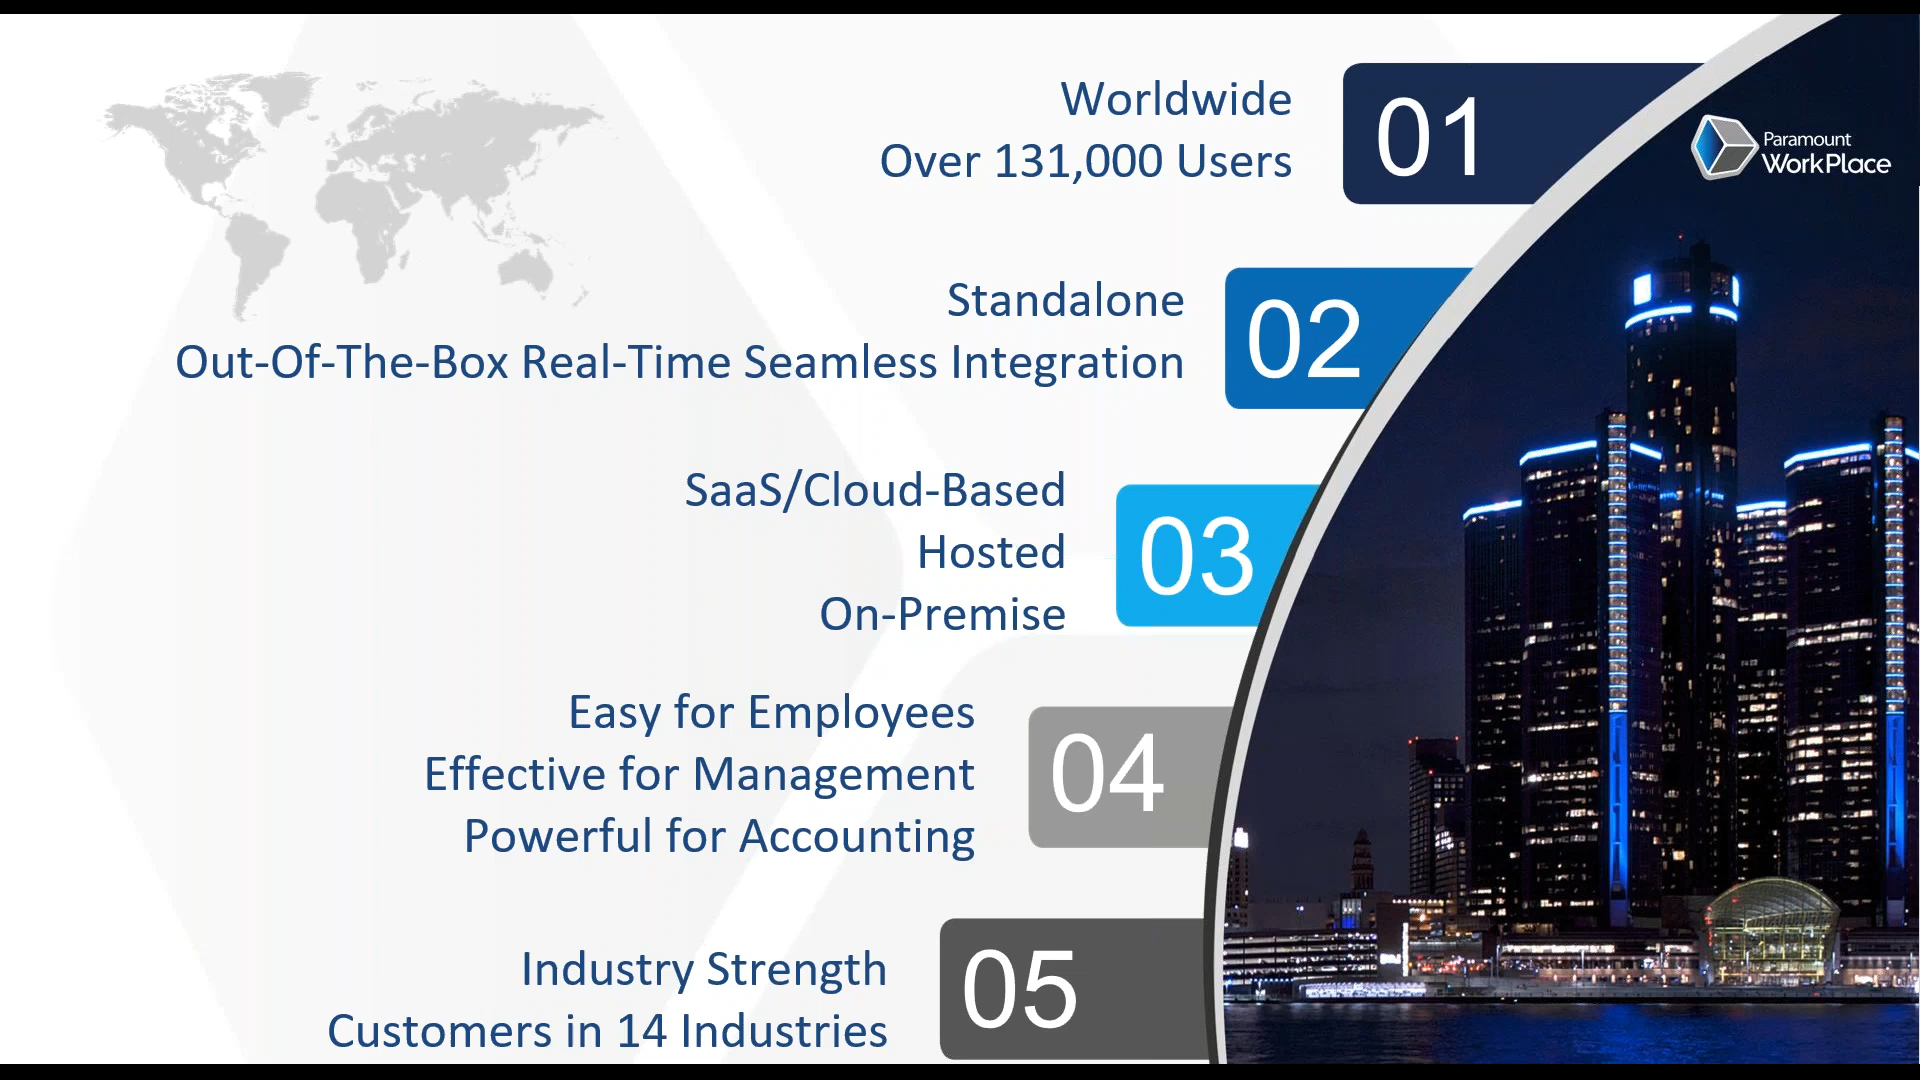 Worldwide
Over 131,000 Users
01
Paramount
WorkPlace
Standalone
Out-Of-The-Box Real-Time Seamless Integration
02
SaaS/Cloud-Based
Hosted
On-Premise
03
Easy for Employees
Effective for Management
Powerful for Accounting
04
Industry Strength
Customers in 14 Industries
05